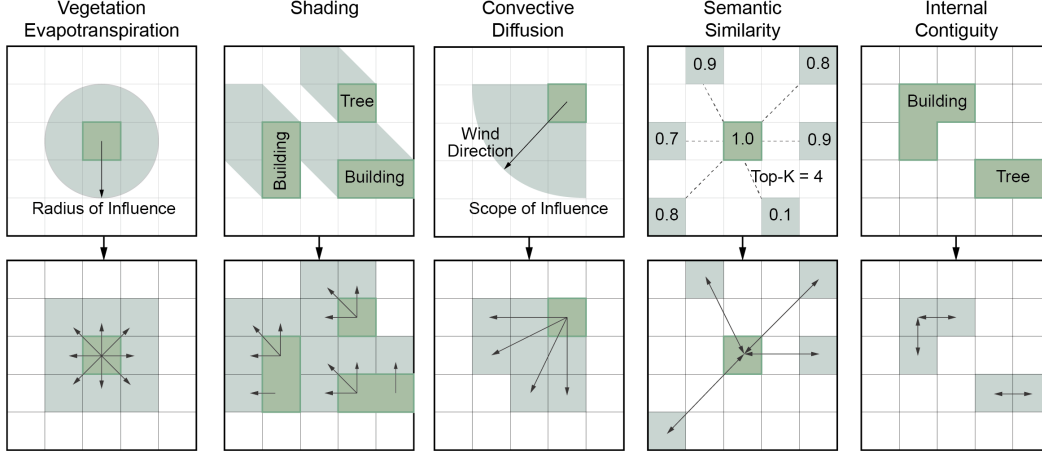 Vegetation
Evapotranspiration
Radius of Influence
Shading
Tree
Building
Building
Convective
Diffusion
Wind
Direction
Scope of Influence
Semantic
Similarity
0.9
0.8
0.7
1.0
0.9
Top-K = 4
0.8
0.1
Internal
Contiguity
Building
Tree